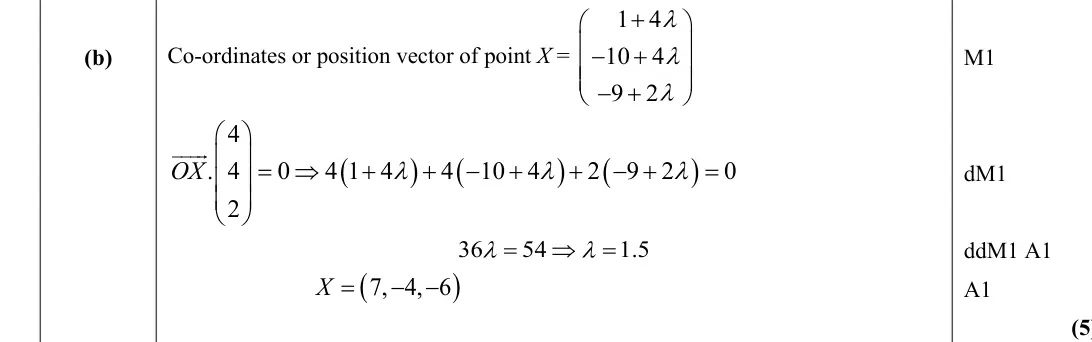 (b) Co-ordinates or position vector of point X = ( 1+4λ  −10+4λ  −9+2λ ) M1
OX⃗ . ( 4  4  2 ) = 0 ⇒ 4(1+4λ)+4(−10+4λ)+2(−9+2λ) = 0 dM1
36λ = 54 ⇒ λ = 1.5 ddM1 A1
X = (7,−4,−6) A1
(5